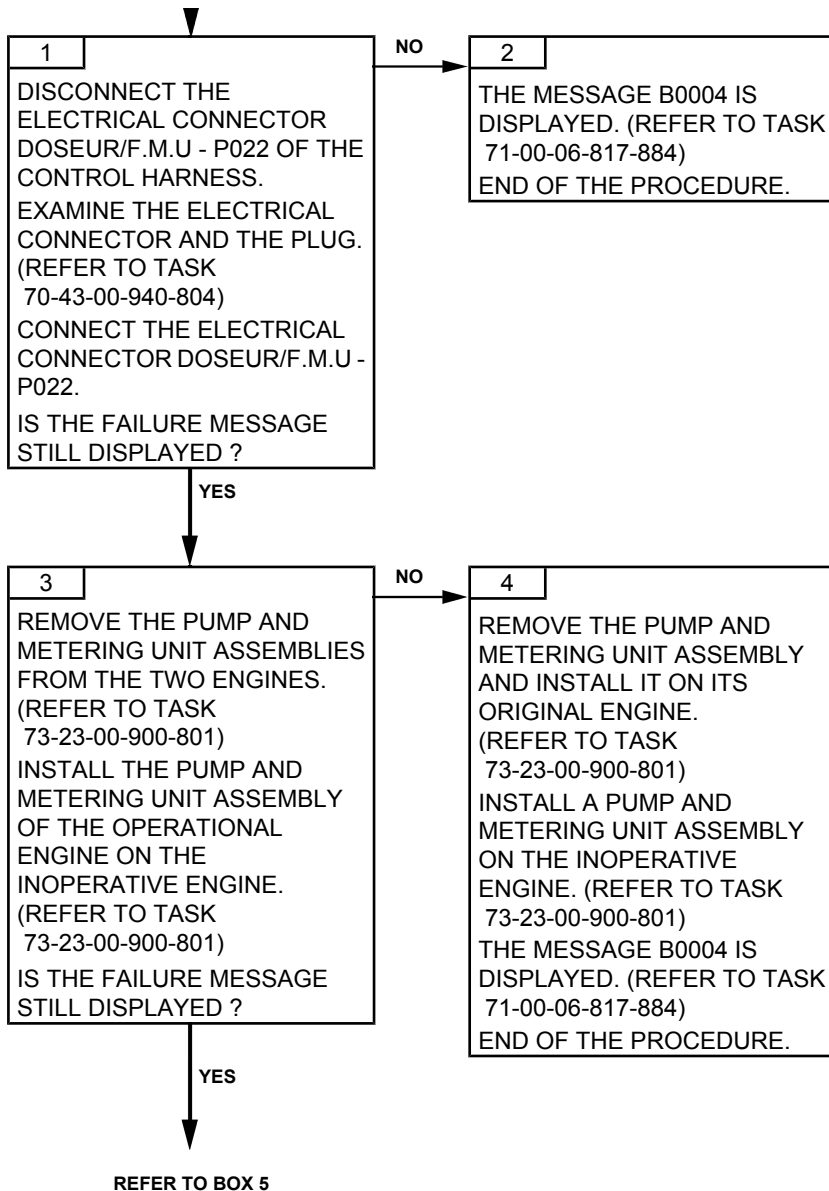 1
DISCONNECT THE
ELECTRICAL CONNECTOR
DOSEUR/F.M.U - P022 OF THE
CONTROL HARNESS.
EXAMINE THE ELECTRICAL
CONNECTOR AND THE PLUG.
(REFER TO TASK
70-43-00-940-804)
CONNECT THE ELECTRICAL
CONNECTOR DOSEUR/F.M.U -
P022.
IS THE FAILURE MESSAGE
STILL DISPLAYED ?
NO
2
THE MESSAGE B0004 IS
DISPLAYED. (REFER TO TASK
71-00-06-817-884)
END OF THE PROCEDURE.
YES
3
REMOVE THE PUMP AND
METERING UNIT ASSEMBLIES
FROM THE TWO ENGINES.
(REFER TO TASK
73-23-00-900-801)
INSTALL THE PUMP AND
METERING UNIT ASSEMBLY
OF THE OPERATIONAL
ENGINE ON THE
INOPERATIVE ENGINE.
(REFER TO TASK
73-23-00-900-801)
IS THE FAILURE MESSAGE
STILL DISPLAYED ?
NO
4
REMOVE THE PUMP AND
METERING UNIT ASSEMBLY
AND INSTALL IT ON ITS
ORIGINAL ENGINE.
(REFER TO TASK
73-23-00-900-801)
INSTALL A PUMP AND
METERING UNIT ASSEMBLY
ON THE INOPERATIVE
ENGINE. (REFER TO TASK
73-23-00-900-801)
THE MESSAGE B0004 IS
DISPLAYED. (REFER TO TASK
71-00-06-817-884)
END OF THE PROCEDURE.
YES
REFER TO BOX 5